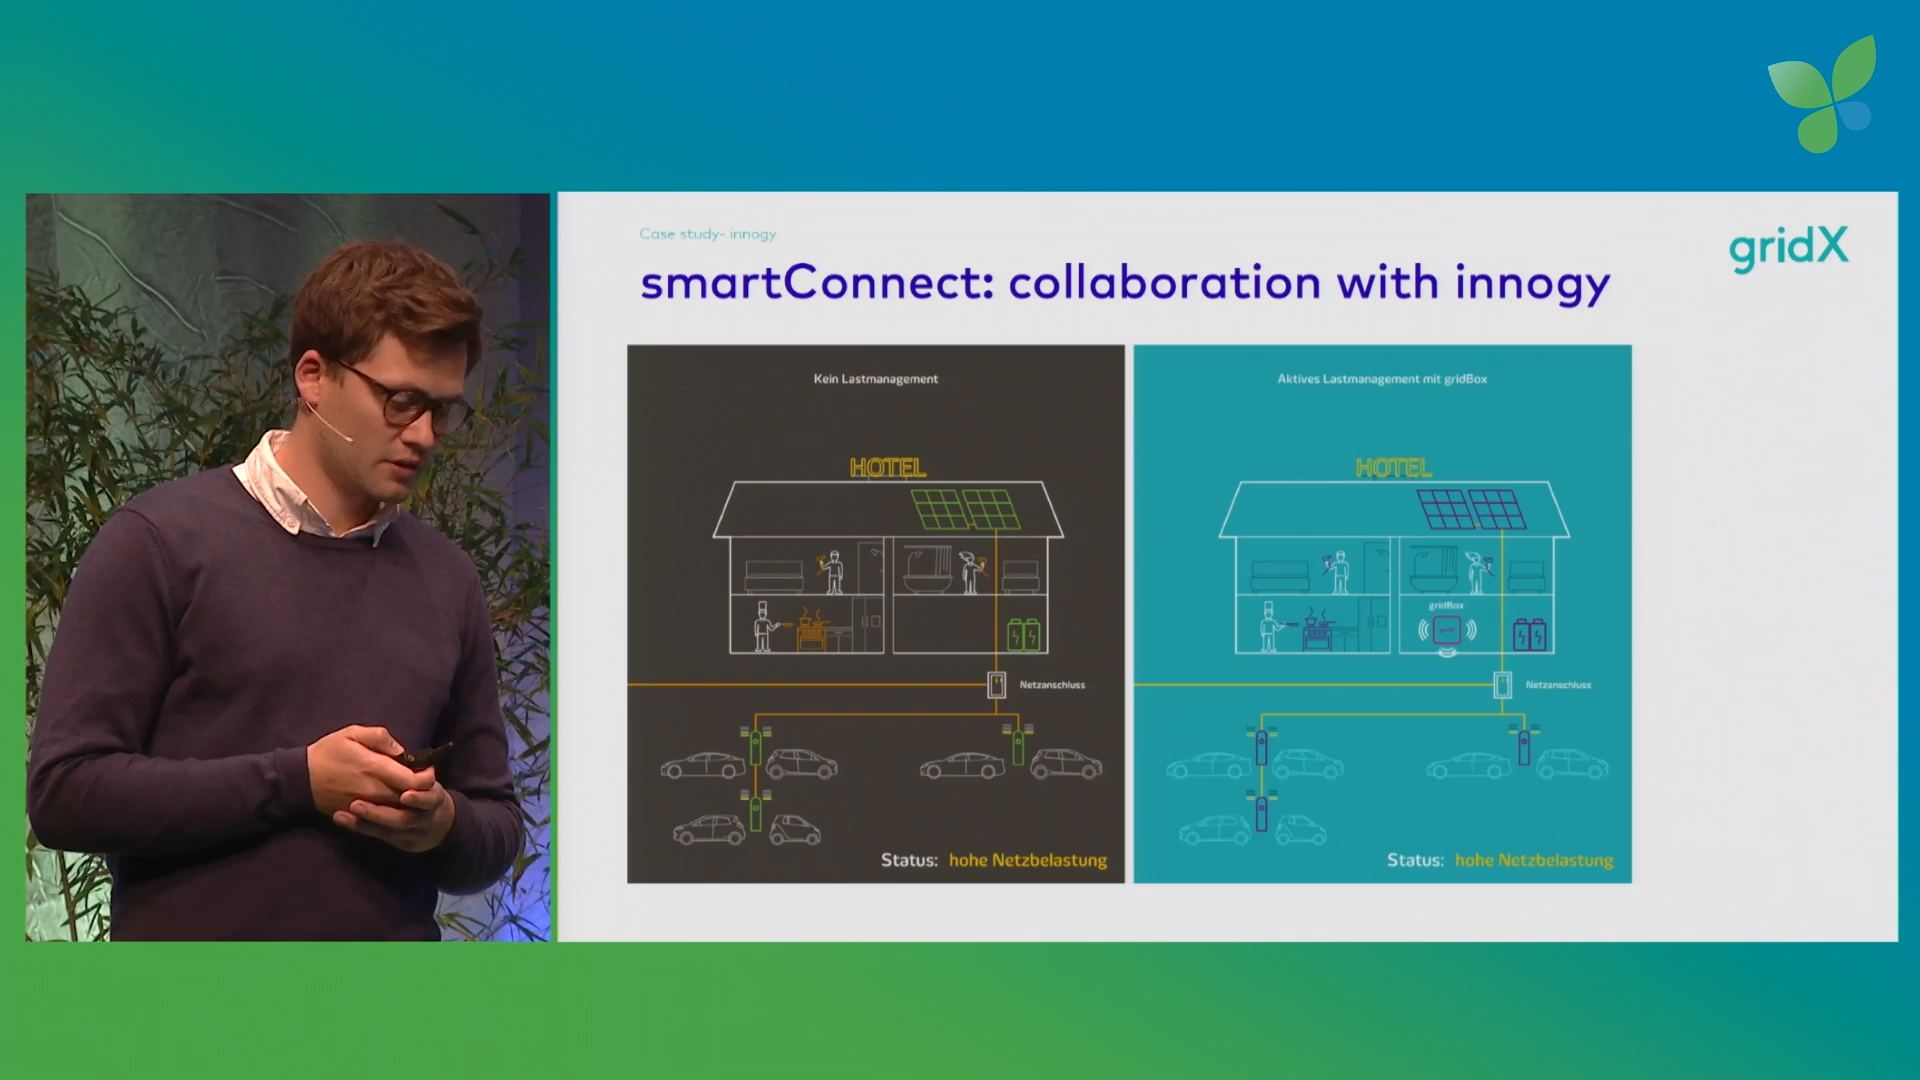 Case study- innogy
gridX
smartConnect: collaboration with innogy
Kein Lastmanagement
HOTEL
Netzanschluss
Status: hohe Netzbelastung
Aktives Lastmanagement mit gridBox
HOTEL
gridBox
Netzanschluss
Status: hohe Netzbelastung